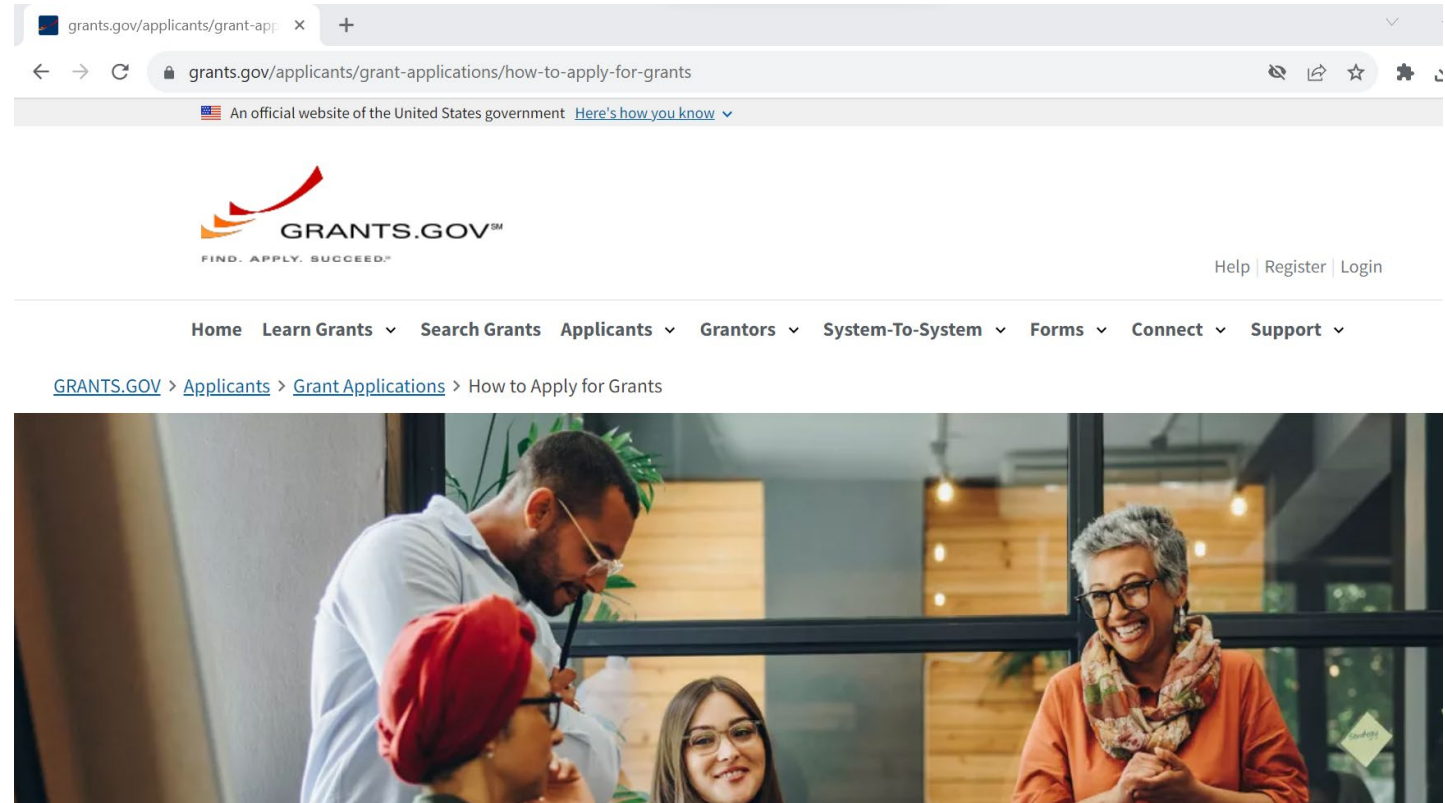 grants.gov/applicants/grant-app
grants.gov/applicants/grant-applications/how-to-apply-for-grants
An official website of the United States government Here's how you know
GRANTS.GOV℠
FIND. APPLY. SUCCEED.℠
Help | Register | Login
Home Learn Grants Search Grants Applicants Grantors System-To-System Forms Connect Support
GRANTS.GOV > Applicants > Grant Applications > How to Apply for Grants
Strategy